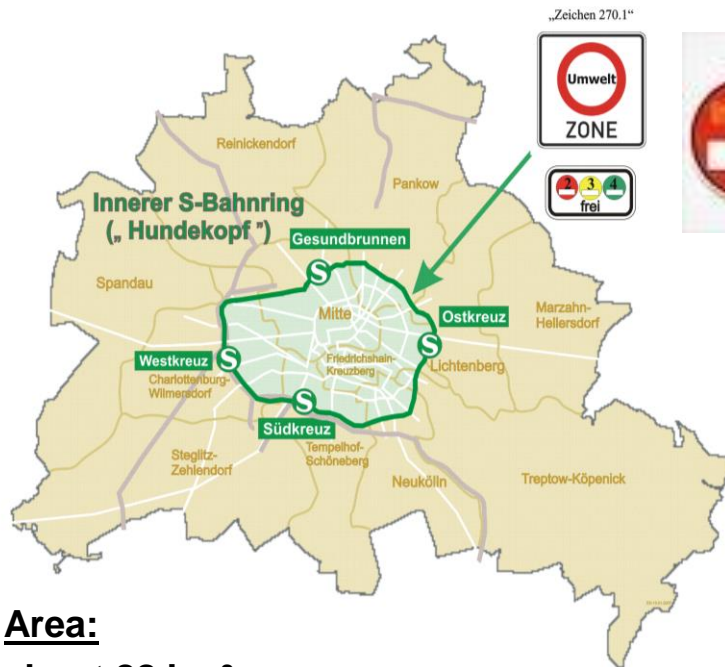 „Zeichen 270.1“
Umwelt
ZONE
2 3 4
frei
Reinickendorf
Pankow
Innerer S-Bahnring
(„ Hundekopf ”)
Gesundbrunnen
S
Spandau
Mitte
Ostkreuz
Marzahn-
Hellersdorf
S
Westkreuz
S
Friedrichshain-
Kreuzberg
Lichtenberg
Charlottenburg-
Wilmersdorf
S
Südkreuz
Steglitz-
Zehlendorf
Tempelhof-
Schöneberg
Neukölln
Treptow-Köpenick
Area: